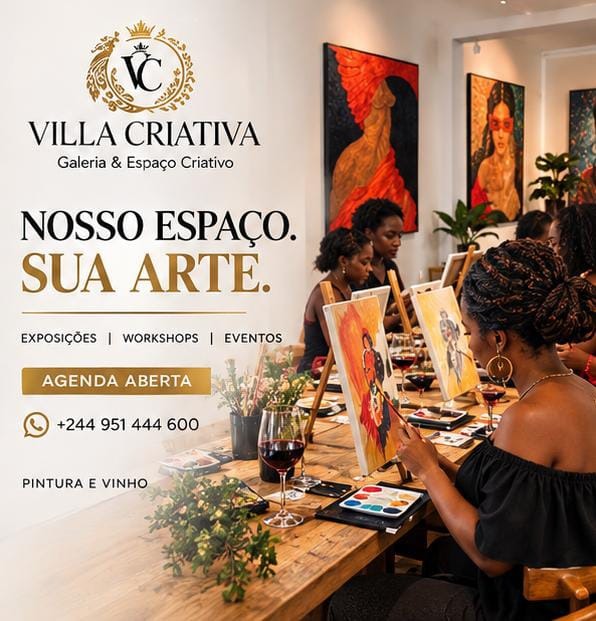 VC
VILLA CRIATIVA
Galeria & Espaço Criativo
NOSSO ESPAÇO.
SUA ARTE.
EXPOSIÇÕES | WORKSHOPS | EVENTOS
AGENDA ABERTA
+244 951 444 600
PINTURA E VINHO